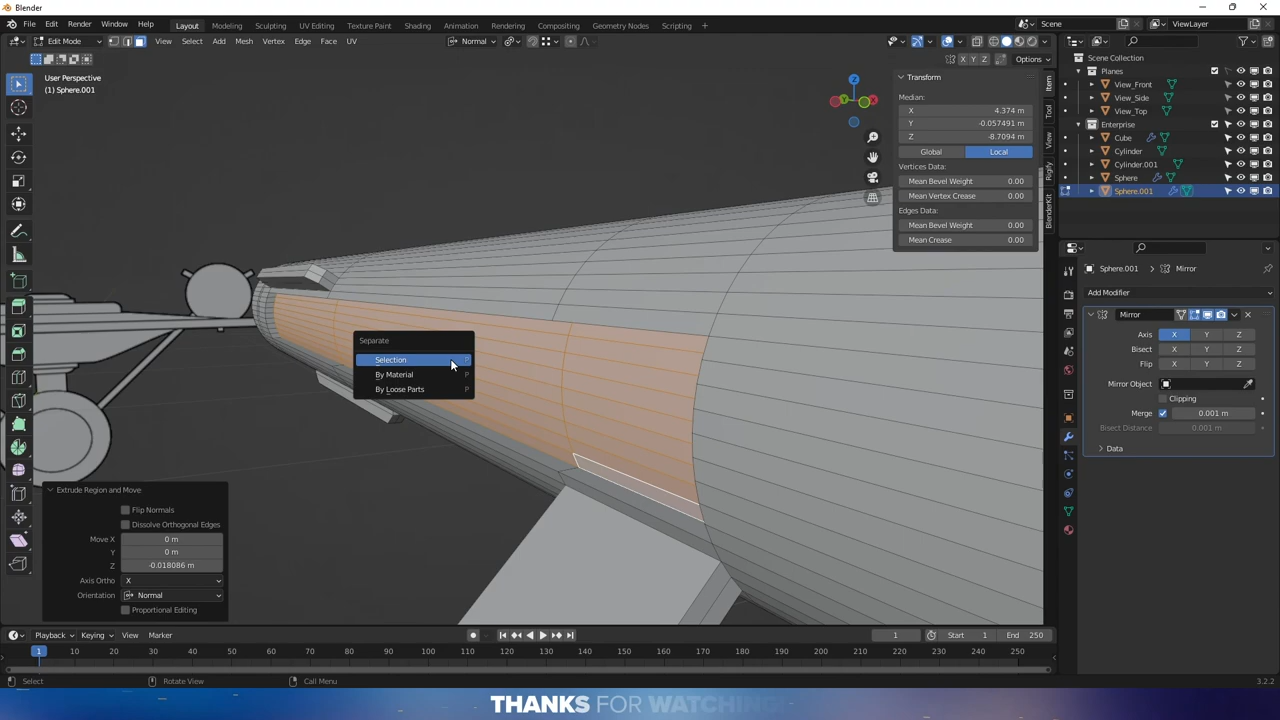 Blender
File Edit Render Window Help
Layout Modeling Sculpting UV Editing Texture Paint Shading Animation Rendering Compositing Geometry Nodes Scripting +
Scene
ViewLayer
Edit Mode View Select Add Mesh Vertex Edge Face UV Normal
X Y Z Options
User Perspective
(1) Sphere.001
Z
Y
X
Transform
Median:
X 4.374 m
Y -0.057491 m
Z -8.7094 m
Global Local
Vertices Data:
Mean Bevel Weight 0.00
Mean Vertex Crease 0.00
Edges Data:
Mean Bevel Weight 0.00
Mean Crease 0.00
Item
Tool
View
Rigify
BlenderKit
Scene Collection
Planes
View_Front
View_Side
View_Top
Enterprise
Cube
Cylinder
Cylinder.001
Sphere
Sphere.001
Sphere.001 > Mirror
Add Modifier
Mirror
Axis X Y Z
Bisect X Y Z
Flip X Y Z
Mirror Object
Clipping
Merge 0.001 m
Bisect Distance 0.001 m
Data
Separate
Selection P
By Material P
By Loose Parts P
Extrude Region and Move
Flip Normals
Dissolve Orthogonal Edges
Move X 0 m
Y 0 m
Z -0.018086 m
Axis Ortho X
Orientation Normal
Proportional Editing
Playback Keying View Marker
1 Start 1 End 250
1 10 20 30 40 50 60 70 80 90 100 110 120 130 140 150 160 170 180 190 200 210 220 230 240 250
Select Rotate View Call Menu 3.2.2
THANKS FOR WATCHING